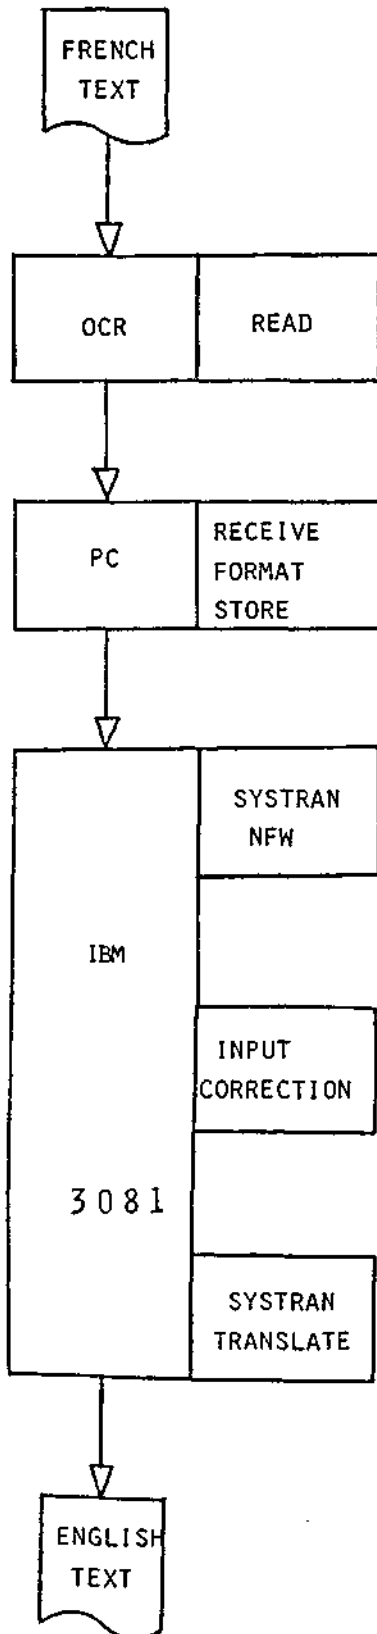 FRENCH
TEXT
OCR
READ
PC
RECEIVE
FORMAT
STORE
SYSTRAN
NFW
IBM
INPUT
CORRECTION
3081
SYSTRAN
TRANSLATE
ENGLISH
TEXT